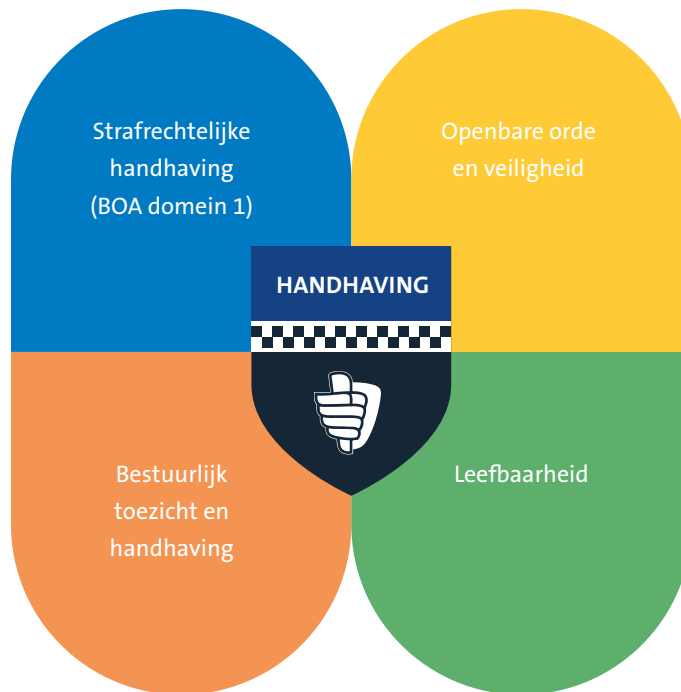 Strafrechtelijke
handhaving
(BOA domein 1)
Openbare orde
en veiligheid
HANDHAVING
Bestuurlijk
toezicht en
handhaving
Leefbaarheid